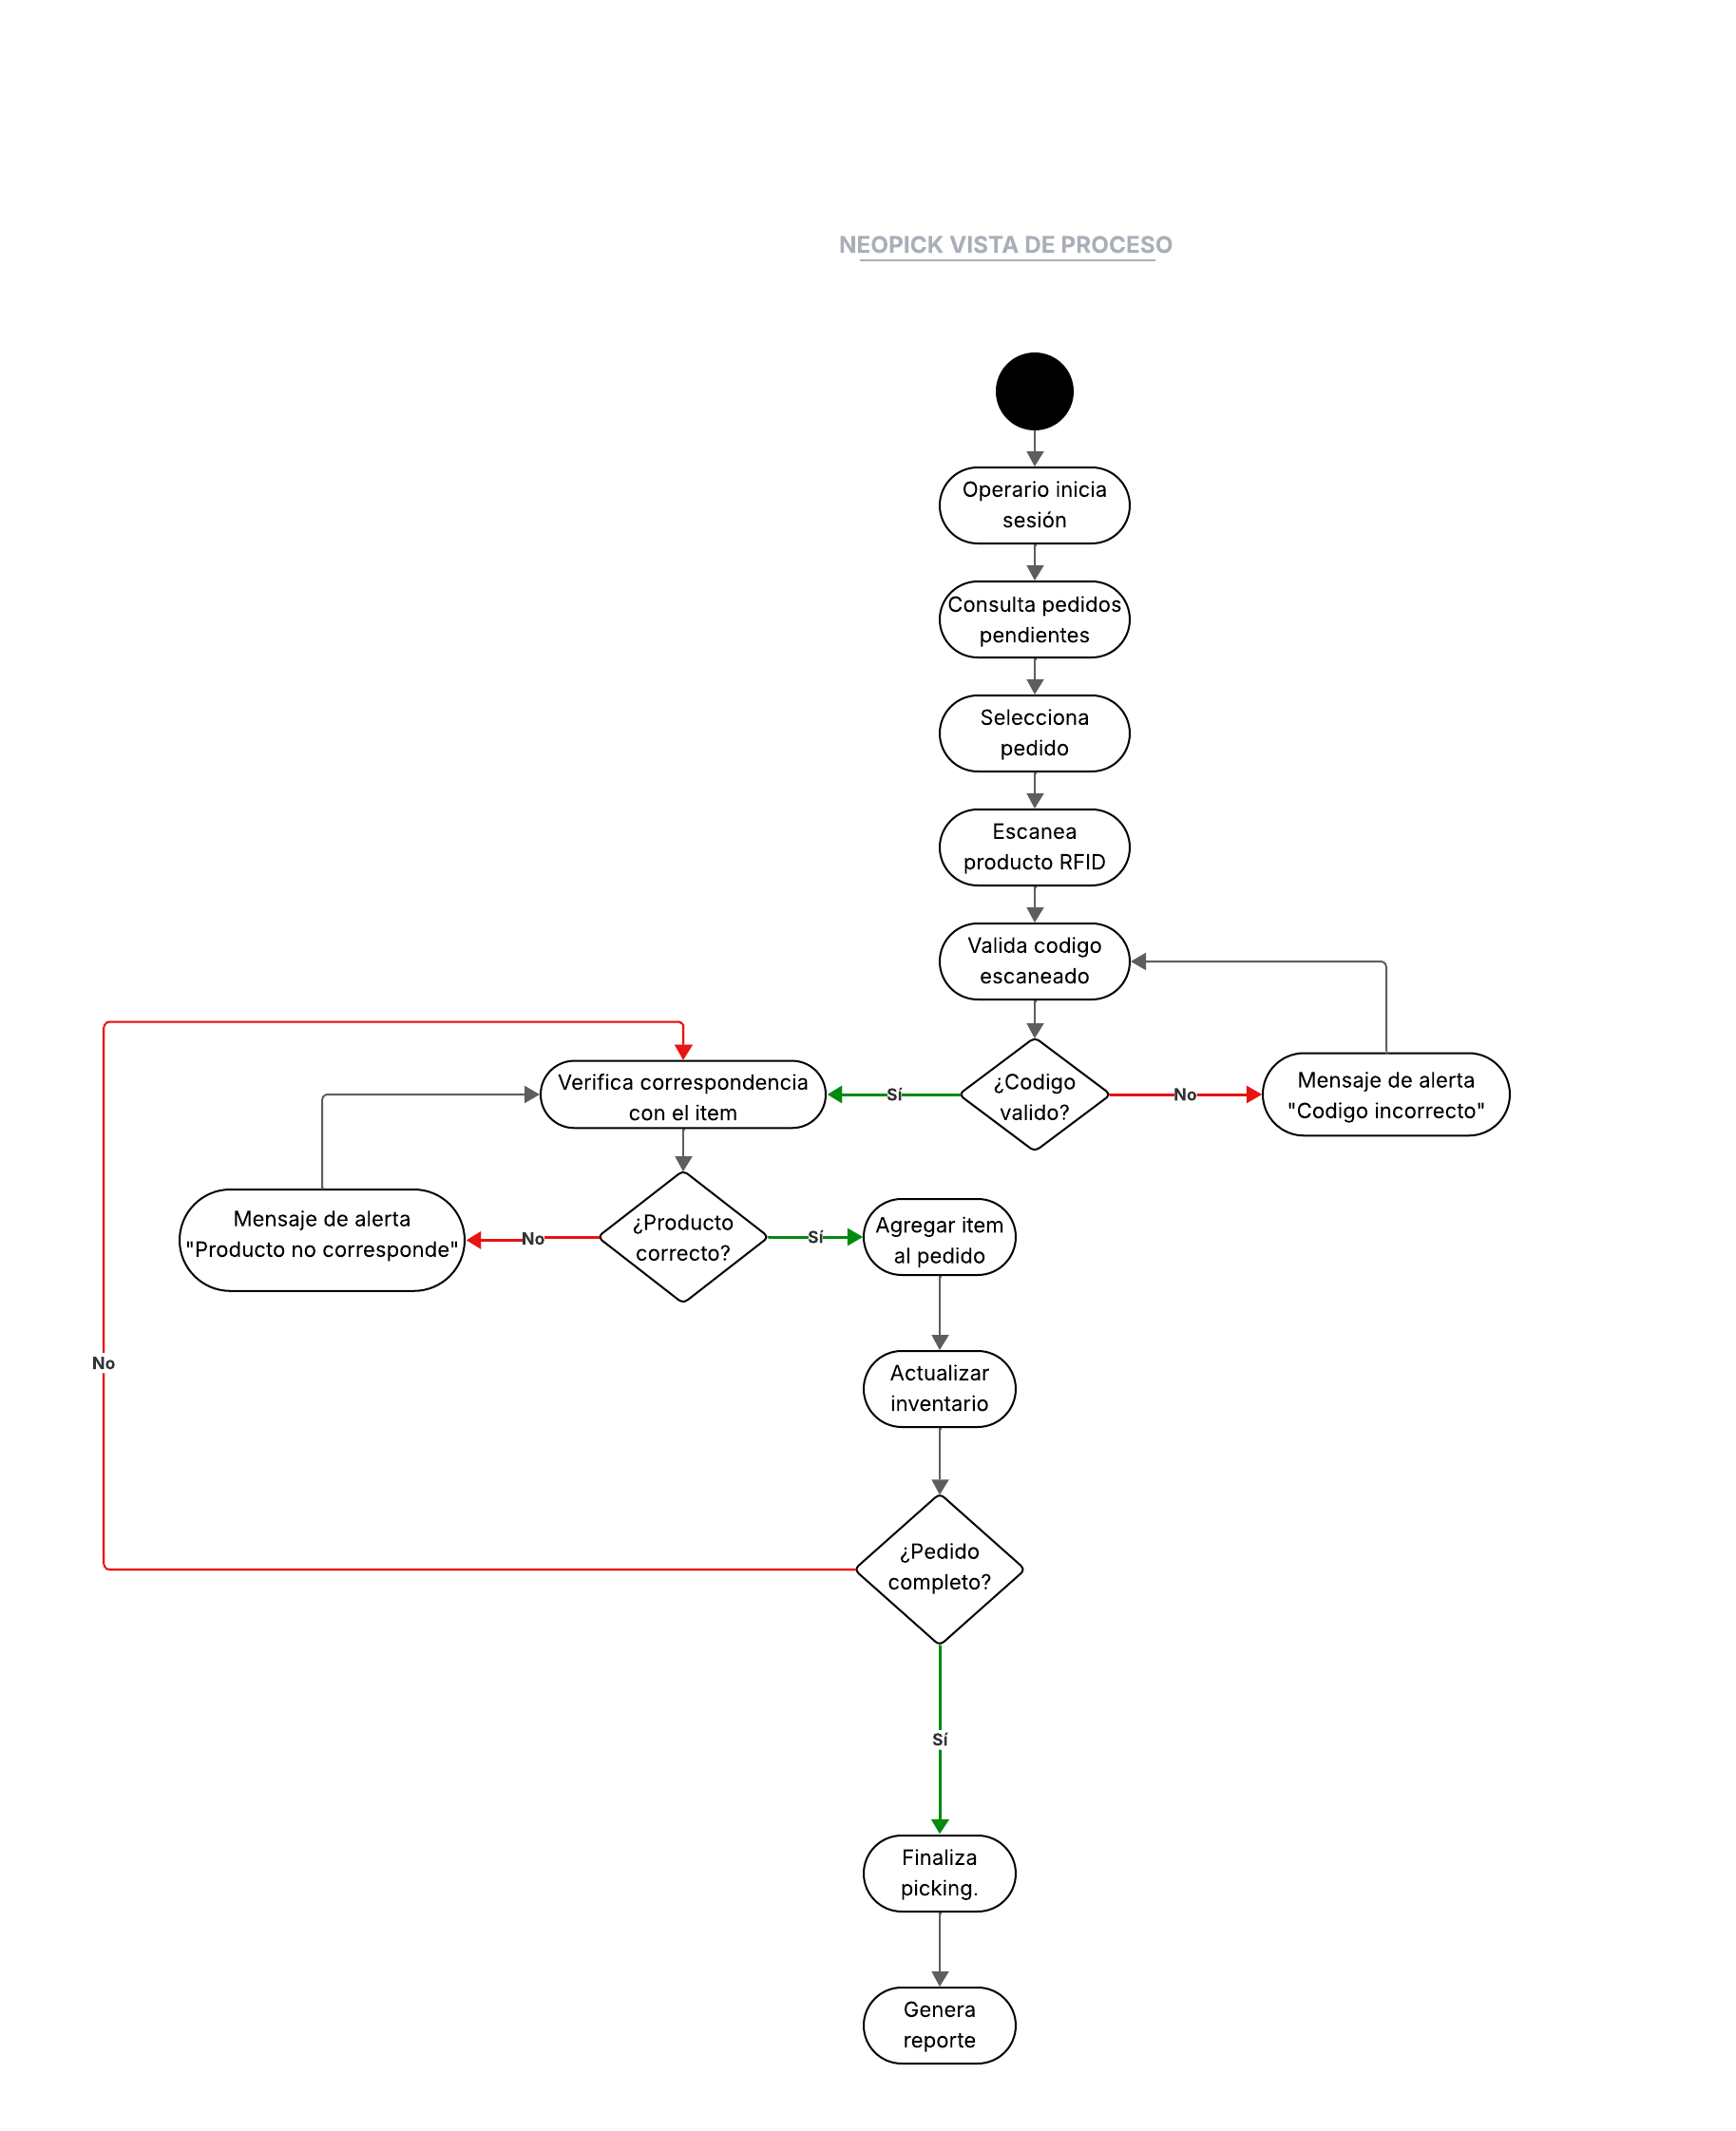 NEOPICK VISTA DE PROCESO
Operario inicia
sesión
Consulta pedidos
pendientes
Selecciona
pedido
Escanea
producto RFID
Valida codigo
escaneado
¿Codigo
valido?
Sí
No
Mensaje de alerta
"Codigo incorrecto"
Verifica correspondencia
con el item
¿Producto
correcto?
No
Sí
Mensaje de alerta
"Producto no corresponde"
Agregar item
al pedido
Actualizar
inventario
¿Pedido
completo?
No
Sí
Finaliza
picking.
Genera
reporte